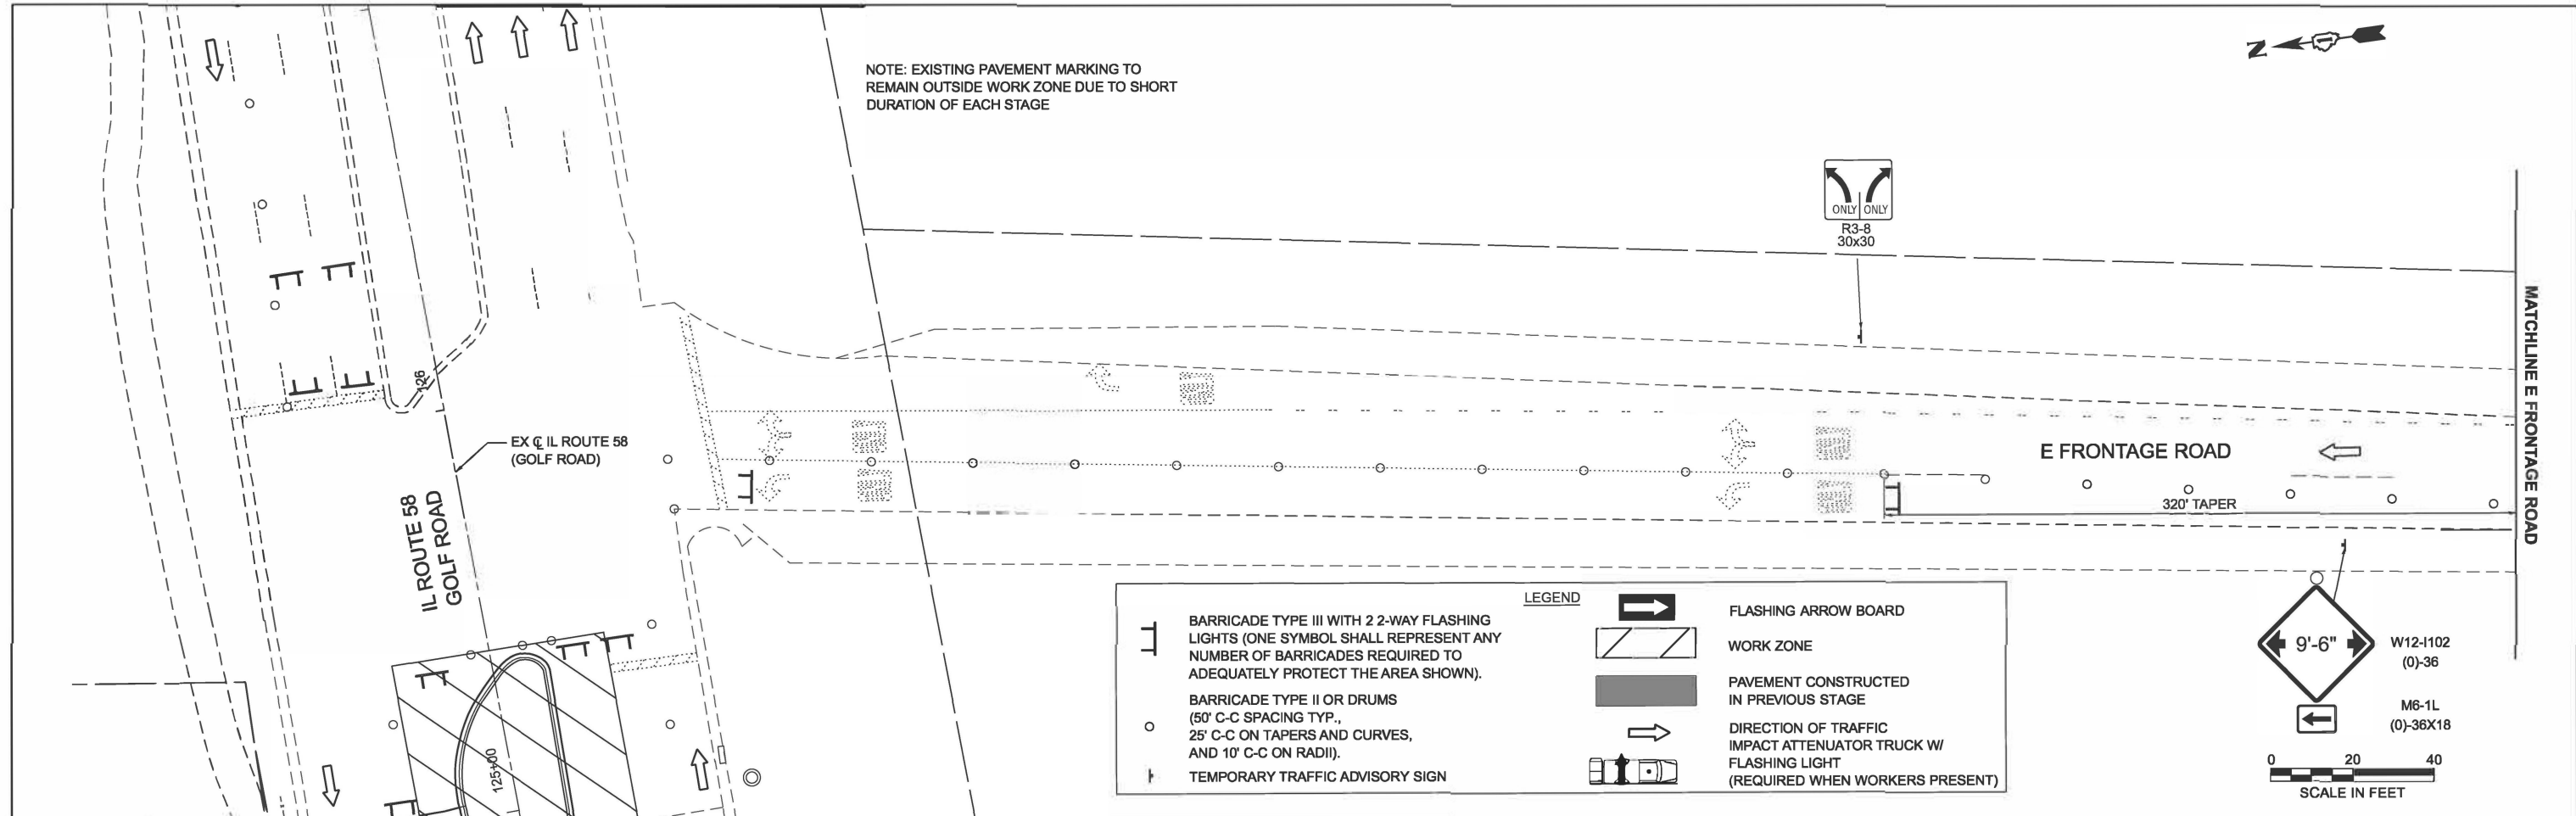 N
NOTE: EXISTING PAVEMENT MARKING TO
REMAIN OUTSIDE WORK ZONE DUE TO SHORT
DURATION OF EACH STAGE
ONLY ONLY
R3-8
30x30
MATCHLINE E FRONTAGE ROAD
126
EX ℄ IL ROUTE 58
(GOLF ROAD)
E FRONTAGE ROAD
320' TAPER
IL ROUTE 58
GOLF ROAD
125+00
LEGEND
BARRICADE TYPE III WITH 2 2-WAY FLASHING
LIGHTS (ONE SYMBOL SHALL REPRESENT ANY
NUMBER OF BARRICADES REQUIRED TO
ADEQUATELY PROTECT THE AREA SHOWN).
BARRICADE TYPE II OR DRUMS
(50' C-C SPACING TYP.,
25' C-C ON TAPERS AND CURVES,
AND 10' C-C ON RADII).
TEMPORARY TRAFFIC ADVISORY SIGN
FLASHING ARROW BOARD
WORK ZONE
PAVEMENT CONSTRUCTED
IN PREVIOUS STAGE
DIRECTION OF TRAFFIC
IMPACT ATTENUATOR TRUCK W/
FLASHING LIGHT
(REQUIRED WHEN WORKERS PRESENT)
9'-6"
W12-I102
(0)-36
M6-1L
(0)-36X18
0 20 40
SCALE IN FEET